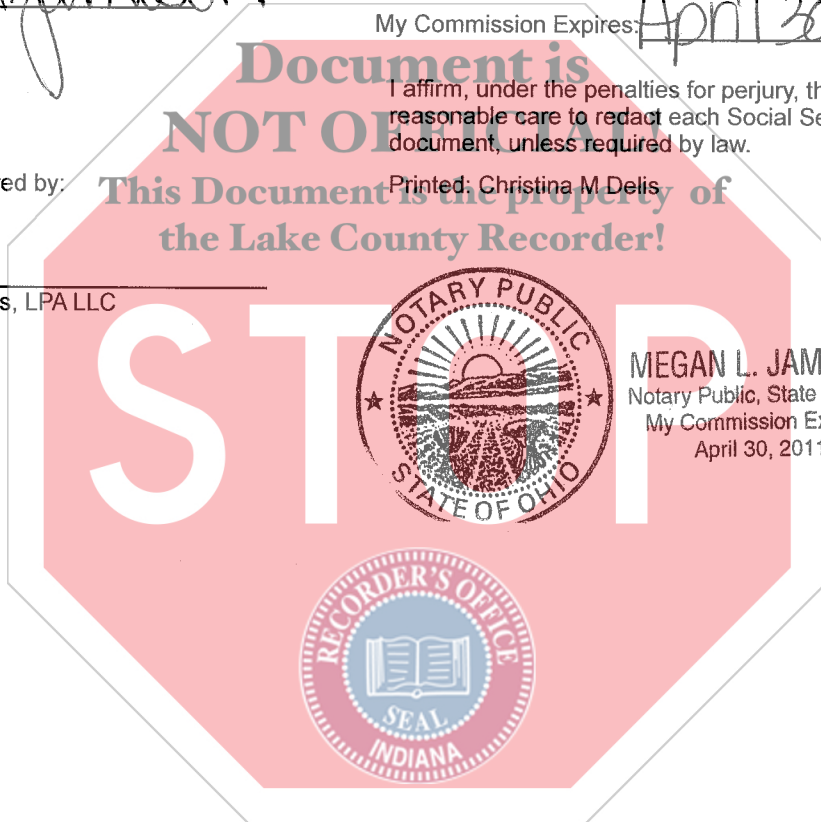 My Commission Expires: April 30
Document is
I affirm, under the penalties for perjury, th
reasonable care to redact each Social Se
NOT OFFICIAL!
document, unless required by law.
ed by:
Printed: Christina M Delis
This Document is the property of
the Lake County Recorder!
s, LPA LLC
NOTARY PUBLIC
STATE OF OHIO
MEGAN L. JAM
Notary Public, State
My Commission Ex
April 30, 2011
STOP
RECORDER'S OFFICE
SEAL
INDIANA